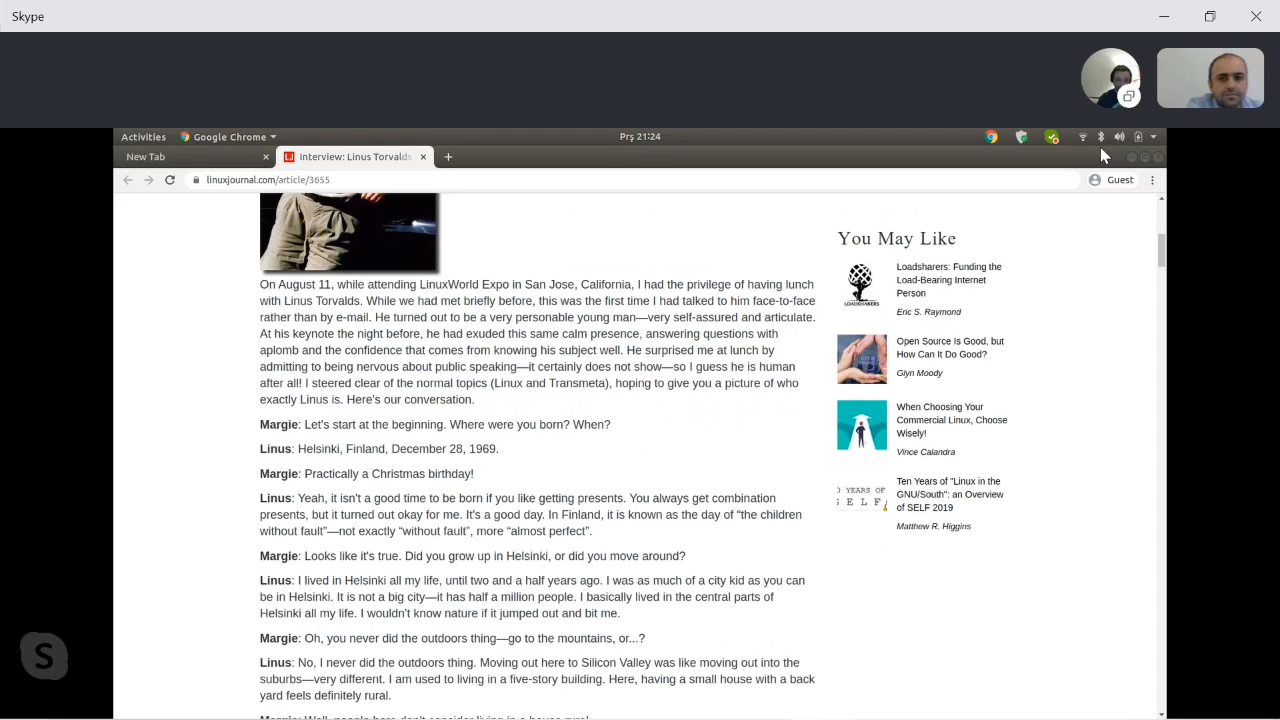 Skype
Activities
Google Chrome
Prş 21:24
New Tab
Interview: Linus Torvalds
linuxjournal.com/article/3655
Guest
On August 11, while attending LinuxWorld Expo in San Jose, California, I had the privilege of having lunch
with Linus Torvalds. While we had met briefly before, this was the first time I had talked to him face-to-face
rather than by e-mail. He turned out to be a very personable young man—very self-assured and articulate.
At his keynote the night before, he had exuded this same calm presence, answering questions with
aplomb and the confidence that comes from knowing his subject well. He surprised me at lunch by
admitting to being nervous about public speaking—it certainly does not show—so I guess he is human
after all! I steered clear of the normal topics (Linux and Transmeta), hoping to give you a picture of who
exactly Linus is. Here's our conversation.
Margie: Let's start at the beginning. Where were you born? When?
Linus: Helsinki, Finland, December 28, 1969.
Margie: Practically a Christmas birthday!
Linus: Yeah, it isn't a good time to be born if you like getting presents. You always get combination
presents, but it turned out okay for me. It's a good day. In Finland, it is known as the day of “the children
without fault”—not exactly “without fault”, more “almost perfect”.
Margie: Looks like it's true. Did you grow up in Helsinki, or did you move around?
Linus: I lived in Helsinki all my life, until two and a half years ago. I was as much of a city kid as you can
be in Helsinki. It is not a big city—it has half a million people. I basically lived in the central parts of
Helsinki all my life. I wouldn't know nature if it jumped out and bit me.
Margie: Oh, you never did the outdoors thing—go to the mountains, or...?
Linus: No, I never did the outdoors thing. Moving out here to Silicon Valley was like moving out into the
suburbs—very different. I am used to living in a five-story building. Here, having a small house with a back
yard feels definitely rural.
You May Like
LOADSHARERS
Loadsharers: Funding the
Load-Bearing Internet
Person
Eric S. Raymond
Open Source Is Good, but
How Can It Do Good?
Glyn Moody
When Choosing Your
Commercial Linux, Choose
Wisely!
Vince Calandra
YEARS OF
SELF
Ten Years of "Linux in the
GNU/South": an Overview
of SELF 2019
Matthew R. Higgins
S